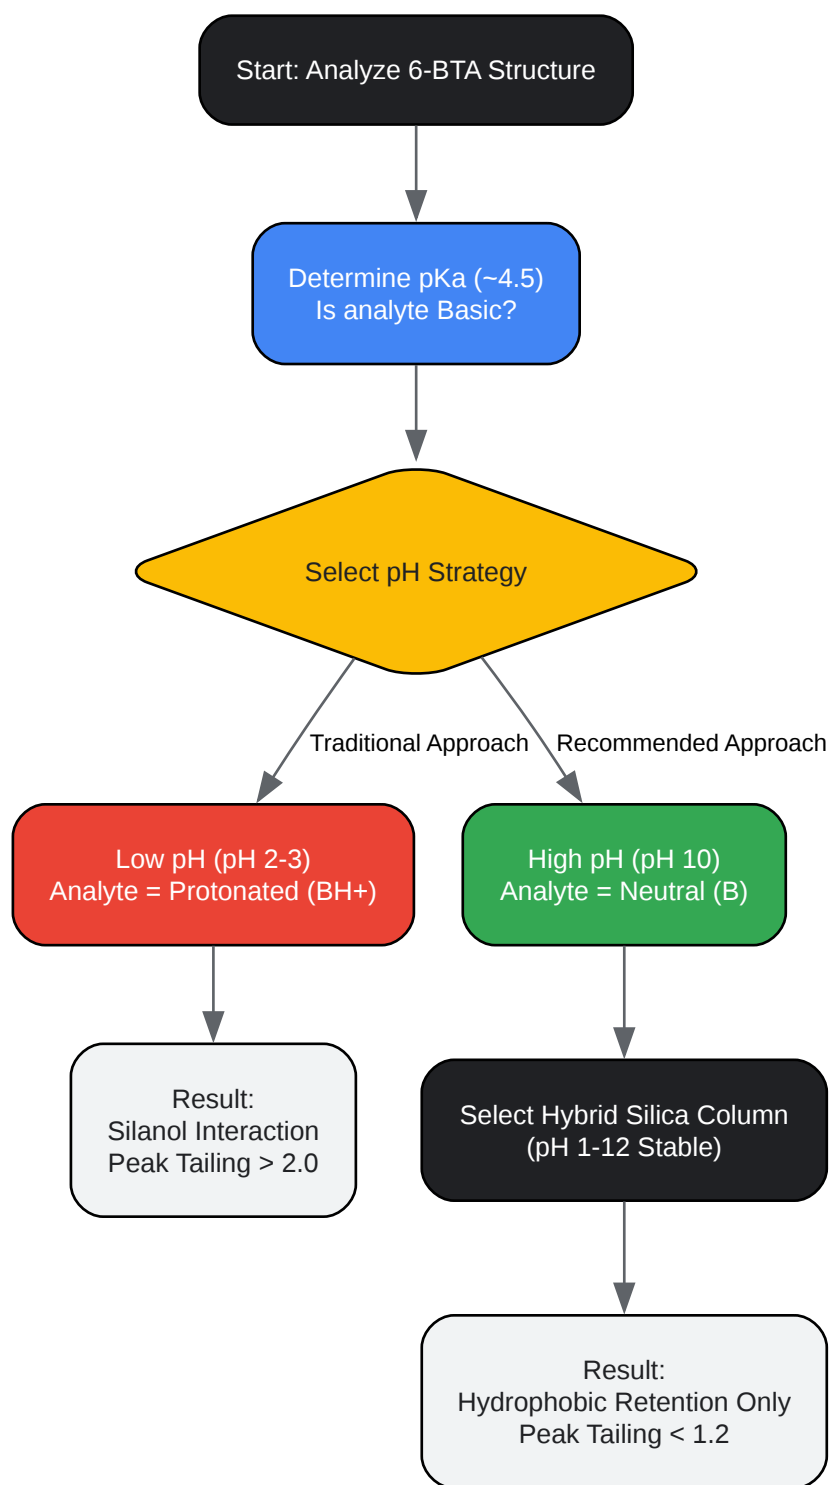 Start: Analyze 6-BTA Structure
Determine pKa (~4.5)
Is analyte Basic?
Select pH Strategy
Traditional Approach
Recommended Approach
Low pH (pH 2-3)
Analyte = Protonated (BH+)
High pH (pH 10)
Analyte = Neutral (B)
Result:
Silanol Interaction
Peak Tailing > 2.0
Select Hybrid Silica Column
(pH 1-12 Stable)
Result:
Hydrophobic Retention Only
Peak Tailing < 1.2